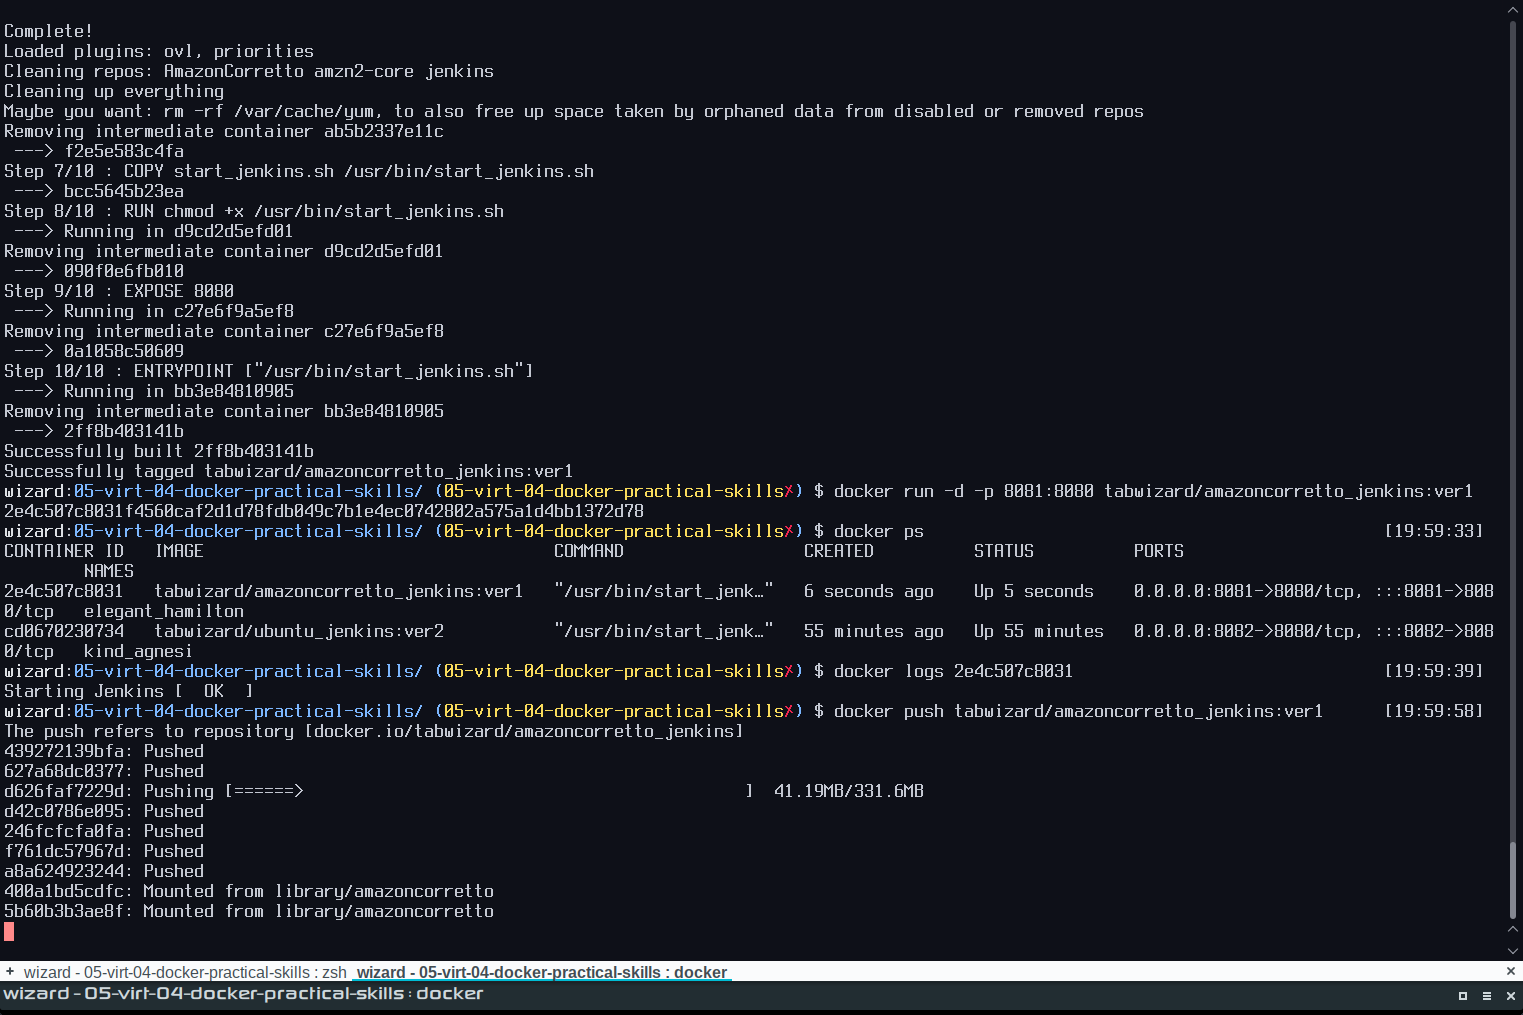 Complete!
Loaded plugins: ovl, priorities
Cleaning repos: AmazonCorretto amzn2-core jenkins
Cleaning up everything
Maybe you want: rm -rf /var/cache/yum, to also free up space taken by orphaned data from disabled or removed repos
Removing intermediate container ab5b2337e11c
 ---> f2e5e583c4fa
Step 7/10 : COPY start_jenkins.sh /usr/bin/start_jenkins.sh
 ---> bcc5645b23ea
Step 8/10 : RUN chmod +x /usr/bin/start_jenkins.sh
 ---> Running in d9cd2d5efd01
Removing intermediate container d9cd2d5efd01
 ---> 090f0e6fb010
Step 9/10 : EXPOSE 8080
 ---> Running in c27e6f9a5ef8
Removing intermediate container c27e6f9a5ef8
 ---> 0a1058c50609
Step 10/10 : ENTRYPOINT ["/usr/bin/start_jenkins.sh"]
 ---> Running in bb3e84810905
Removing intermediate container bb3e84810905
 ---> 2ff8b403141b
Successfully built 2ff8b403141b
Successfully tagged tabwizard/amazoncorretto_jenkins:ver1
wizard:05-virt-04-docker-practical-skills/ (05-virt-04-docker-practical-skills✗) $ docker run -d -p 8081:8080 tabwizard/amazoncorretto_jenkins:ver1
2e4c507c8031f4560caf2d1d78fdb049c7b1e4ec0742802a575a1d4bb1372d78
wizard:05-virt-04-docker-practical-skills/ (05-virt-04-docker-practical-skills✗) $ docker ps [19:59:33]
CONTAINER ID   IMAGE   COMMAND   CREATED   STATUS   PORTS
        NAMES
2e4c507c8031   tabwizard/amazoncorretto_jenkins:ver1   "/usr/bin/start_jenk…"   6 seconds ago    Up 5 seconds    0.0.0.0:8081->8080/tcp, :::8081->808
0/tcp   elegant_hamilton
cd0670230734   tabwizard/ubuntu_jenkins:ver2   "/usr/bin/start_jenk…"   55 minutes ago   Up 55 minutes   0.0.0.0:8082->8080/tcp, :::8082->808
0/tcp   kind_agnesi
wizard:05-virt-04-docker-practical-skills/ (05-virt-04-docker-practical-skills✗) $ docker logs 2e4c507c8031 [19:59:39]
Starting Jenkins [  OK  ]
wizard:05-virt-04-docker-practical-skills/ (05-virt-04-docker-practical-skills✗) $ docker push tabwizard/amazoncorretto_jenkins:ver1 [19:59:58]
The push refers to repository [docker.io/tabwizard/amazoncorretto_jenkins]
439272139bfa: Pushed
627a68dc0377: Pushed
d626faf7229d: Pushing [======>                                            ]  41.19MB/331.6MB
d42c0786e095: Pushed
246fcfcfa0fa: Pushed
f761dc57967d: Pushed
a8a624923244: Pushed
400a1bd5cdfc: Mounted from library/amazoncorretto
5b60b3b3ae8f: Mounted from library/amazoncorretto
+ wizard - 05-virt-04-docker-practical-skills : zsh wizard - 05-virt-04-docker-practical-skills : docker
wizard - 05-virt-04-docker-practical-skills : docker